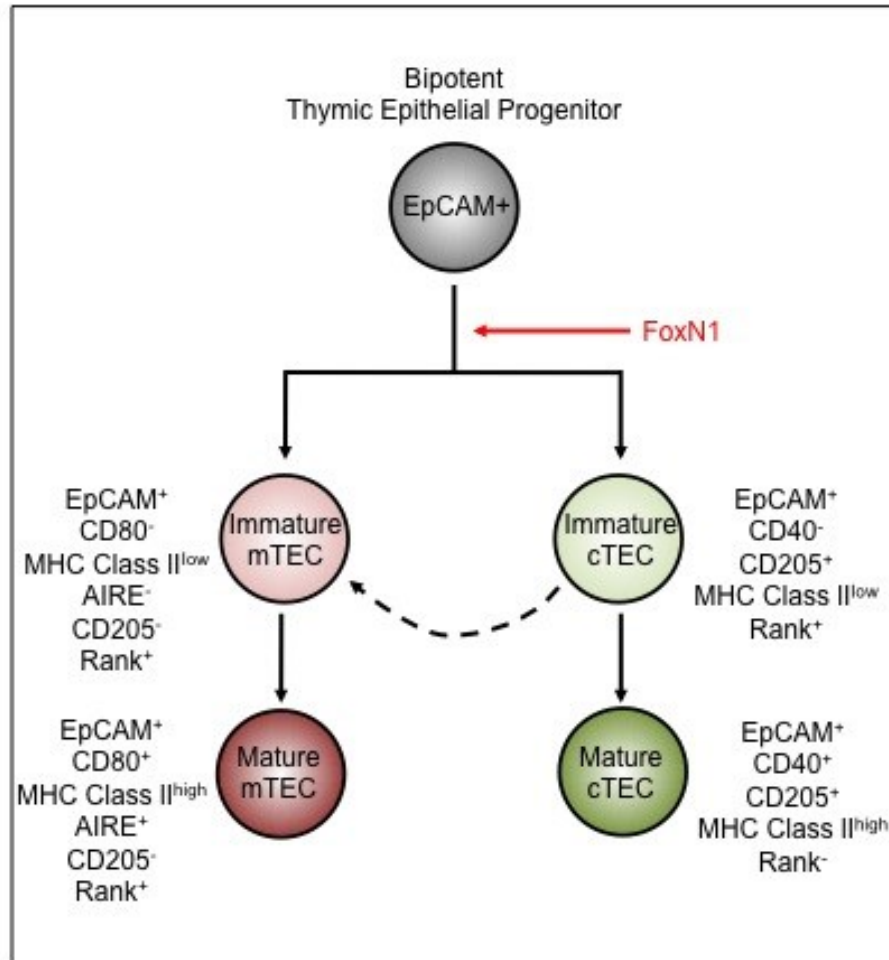 Bipotent
Thymic Epithelial Progenitor
EpCAM+
FoxN1
EpCAM⁺
CD80⁻
MHC Class IIˡᵒʷ
AIRE⁻
CD205⁻
Rank⁺
Immature
mTEC
Immature
cTEC
EpCAM⁺
CD40⁻
CD205⁺
MHC Class IIˡᵒʷ
Rank⁺
EpCAM⁺
CD80⁺
MHC Class IIʰⁱᵍʰ
AIRE⁺
CD205⁻
Rank⁺
Mature
mTEC
Mature
cTEC
EpCAM⁺
CD40⁺
CD205⁺
MHC Class IIʰⁱᵍʰ
Rank⁻